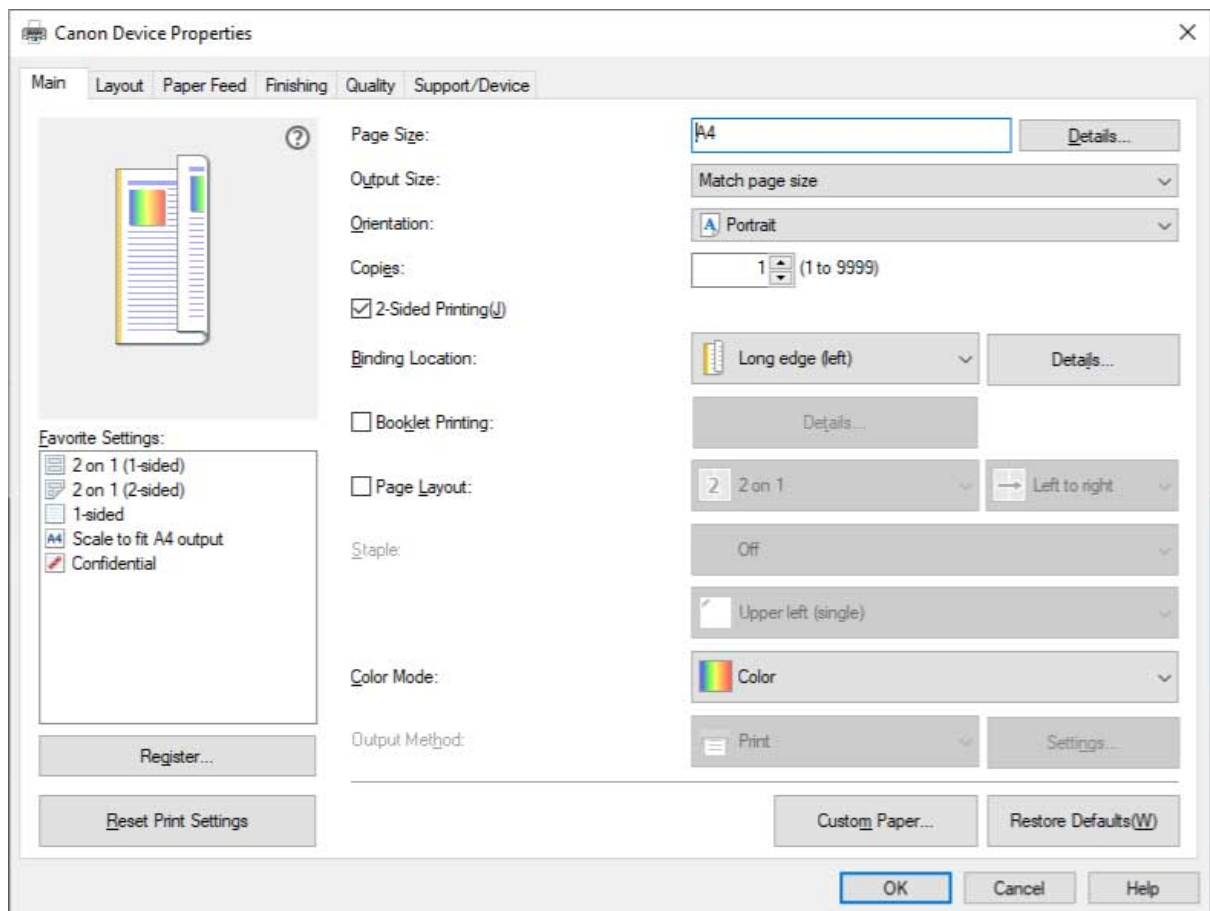 Canon Device Properties
Main Layout Paper Feed Finishing Quality Support/Device
Page Size: A4 Details...
Output Size: Match page size
Orientation: A Portrait
Copies: 1 (1 to 9999)
2-Sided Printing(J)
Binding Location: Long edge (left) Details...
Booklet Printing: Details...
Favorite Settings:
2 on 1 (1-sided)
2 on 1 (2-sided)
1-sided
A4 Scale to fit A4 output
Confidential
Page Layout: 2 2 on 1 Left to right
Staple: Off
Upper left (single)
Color Mode: Color
Output Method: Print Settings...
Register...
Reset Print Settings
Custom Paper... Restore Defaults(W)
OK Cancel Help